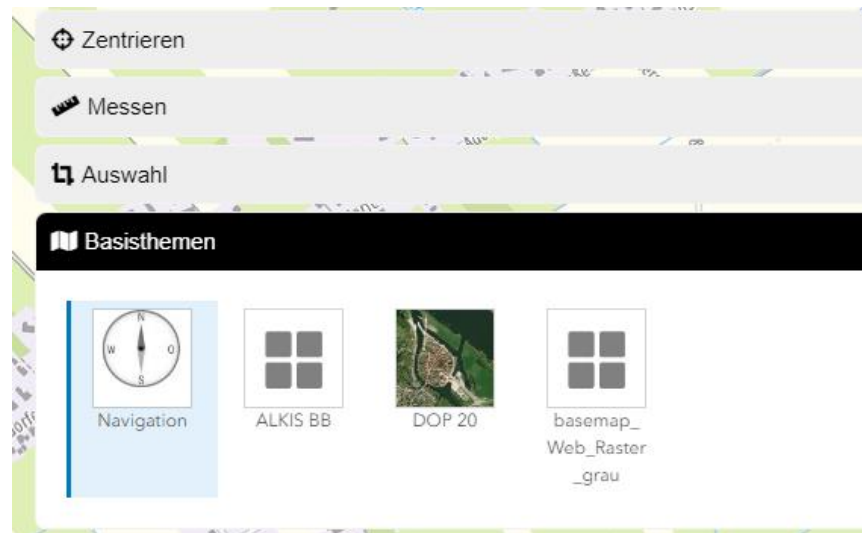 Zentrieren
Messen
Auswahl
Basisthemen
N
W O
S
Navigation
ALKIS BB
DOP 20
basemap_
Web_Raster
_grau